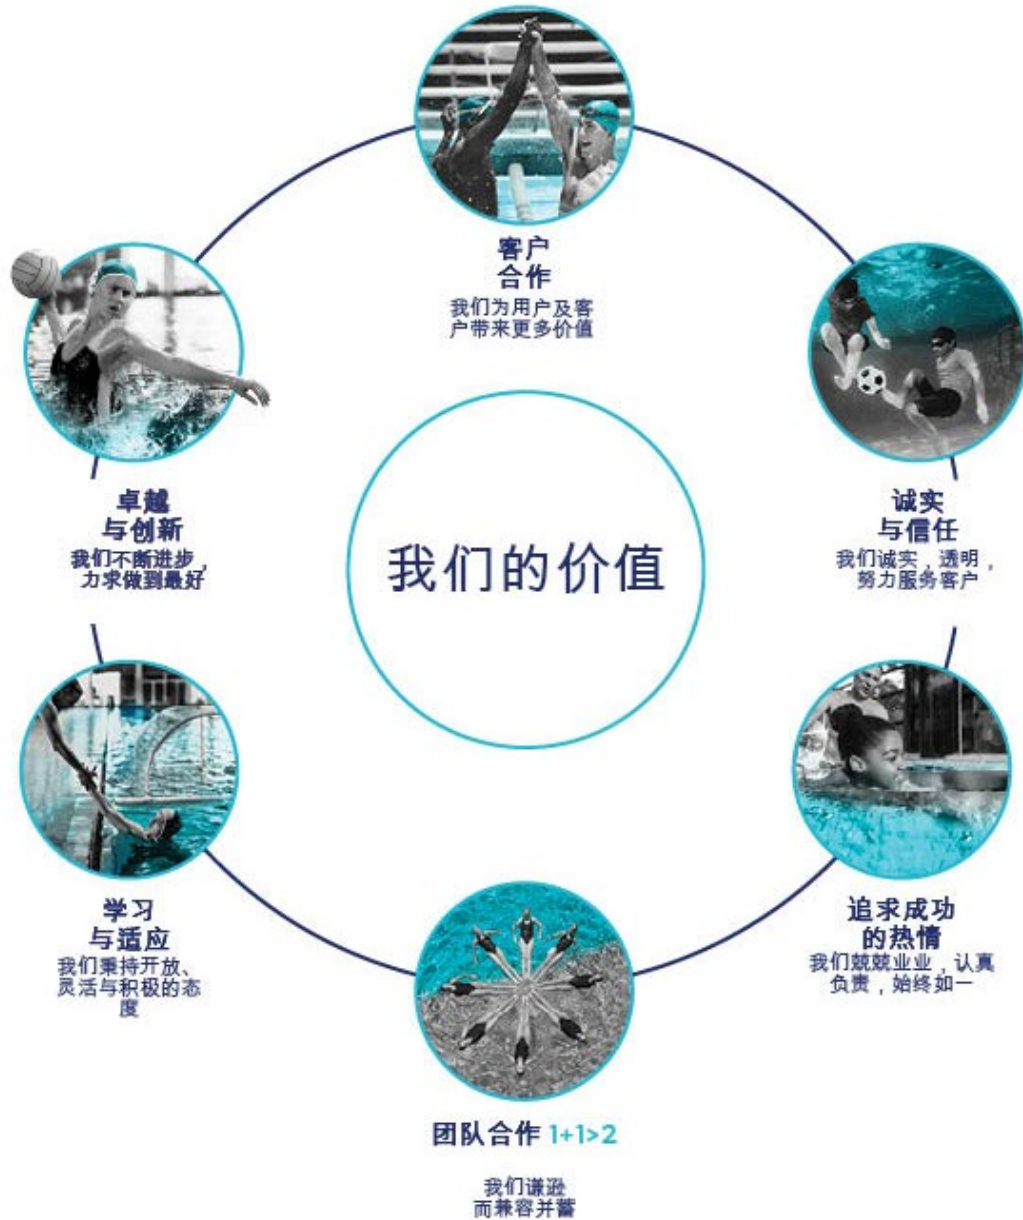 客户
合作
我们为用户及客
户带来更多价值
诚实
与信任
我们诚实，透明，
努力服务客户
追求成功
的热情
我们兢兢业业，认真
负责，始终如一
团队合作 1+1>2
我们谦逊
而兼容并蓄
学习
与适应
我们秉持开放、
灵活与积极的态
度
卓越
与创新
我们不断进步，
力求做到最好
我们的价值